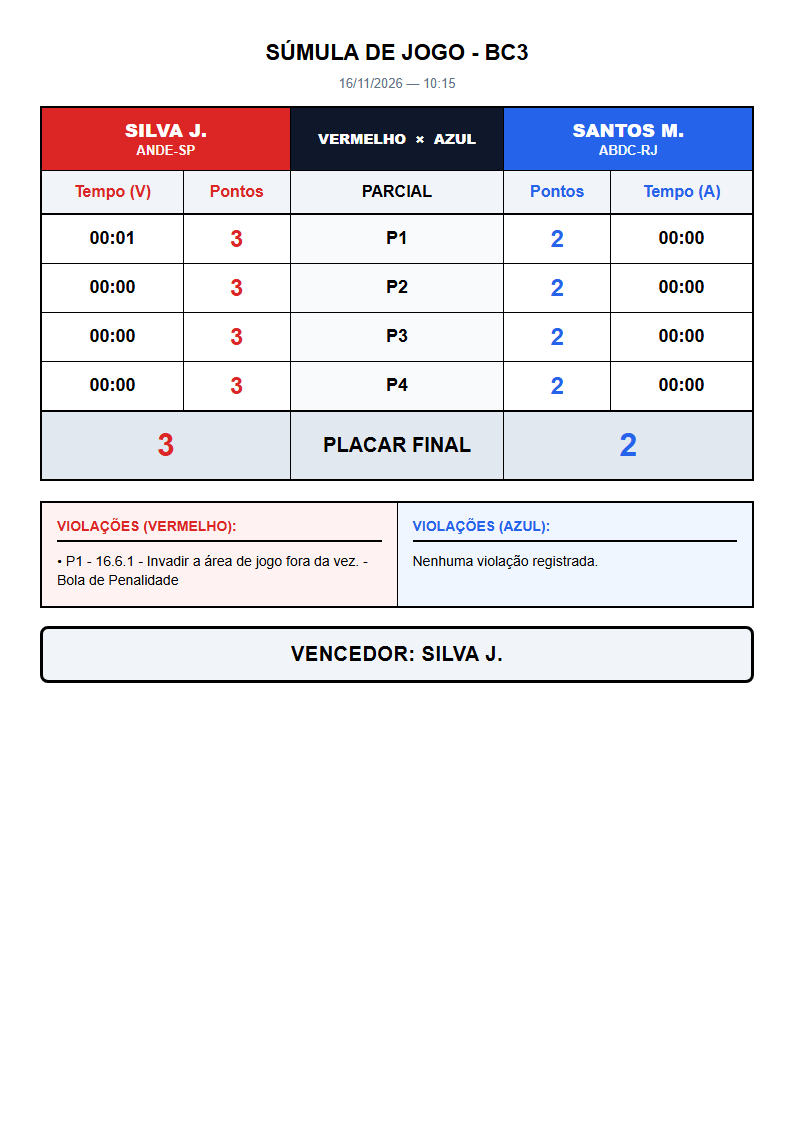 SÚMULA DE JOGO - BC3
16/11/2026 — 10:15
SILVA J.
ANDE-SP
VERMELHO × AZUL
SANTOS M.
ABDC-RJ
Tempo (V) Pontos PARCIAL Pontos Tempo (A)
00:01 3 P1 2 00:00
00:00 3 P2 2 00:00
00:00 3 P3 2 00:00
00:00 3 P4 2 00:00
3 PLACAR FINAL 2
VIOLAÇÕES (VERMELHO):
• P1 - 16.6.1 - Invadir a área de jogo fora da vez. -
Bola de Penalidade
VIOLAÇÕES (AZUL):
Nenhuma violação registrada.
VENCEDOR: SILVA J.